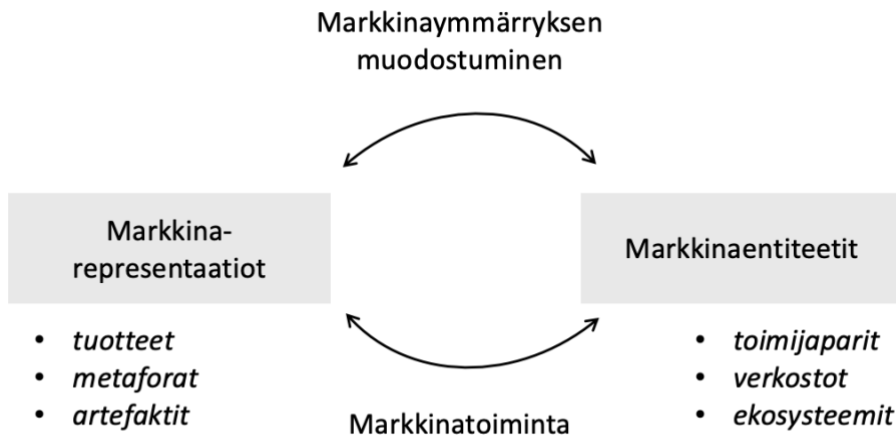 Markkinaymmärryksen
muodostuminen
Markkina-
representaatiot
• tuotteet
• metaforat
• artefaktit
Markkinaentiteetit
• toimijaparit
• verkostot
• ekosysteemit
Markkinatoiminta